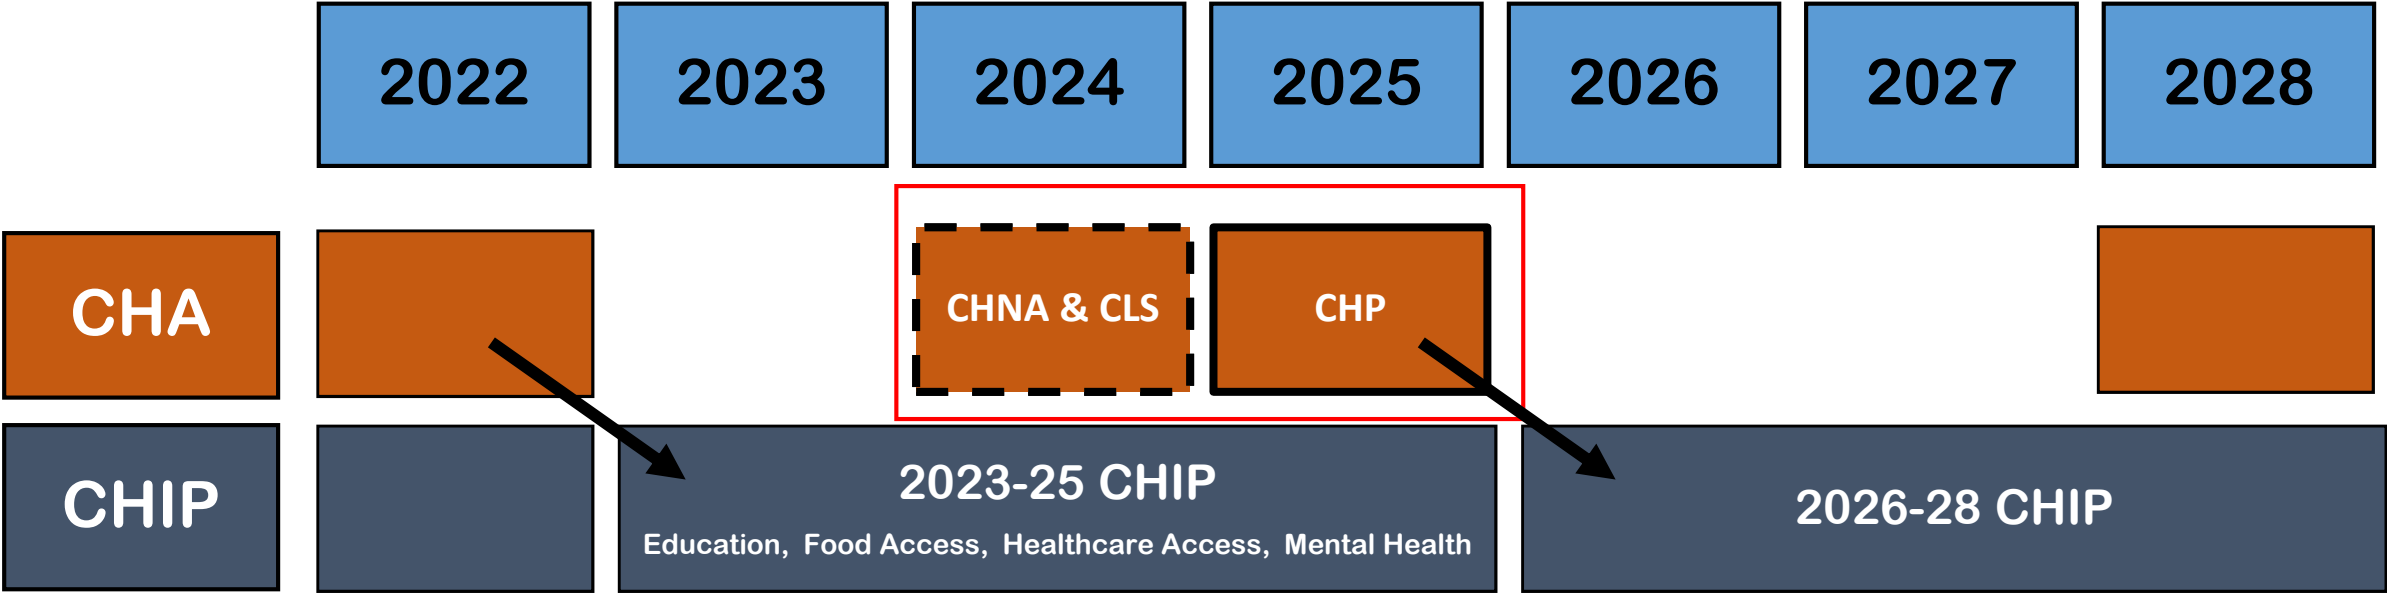 2022 2023 2024 2025 2026 2027 2028
CHA
CHNA & CLS
CHP
CHIP
2023-25 CHIP
Education, Food Access, Healthcare Access, Mental Health
2026-28 CHIP